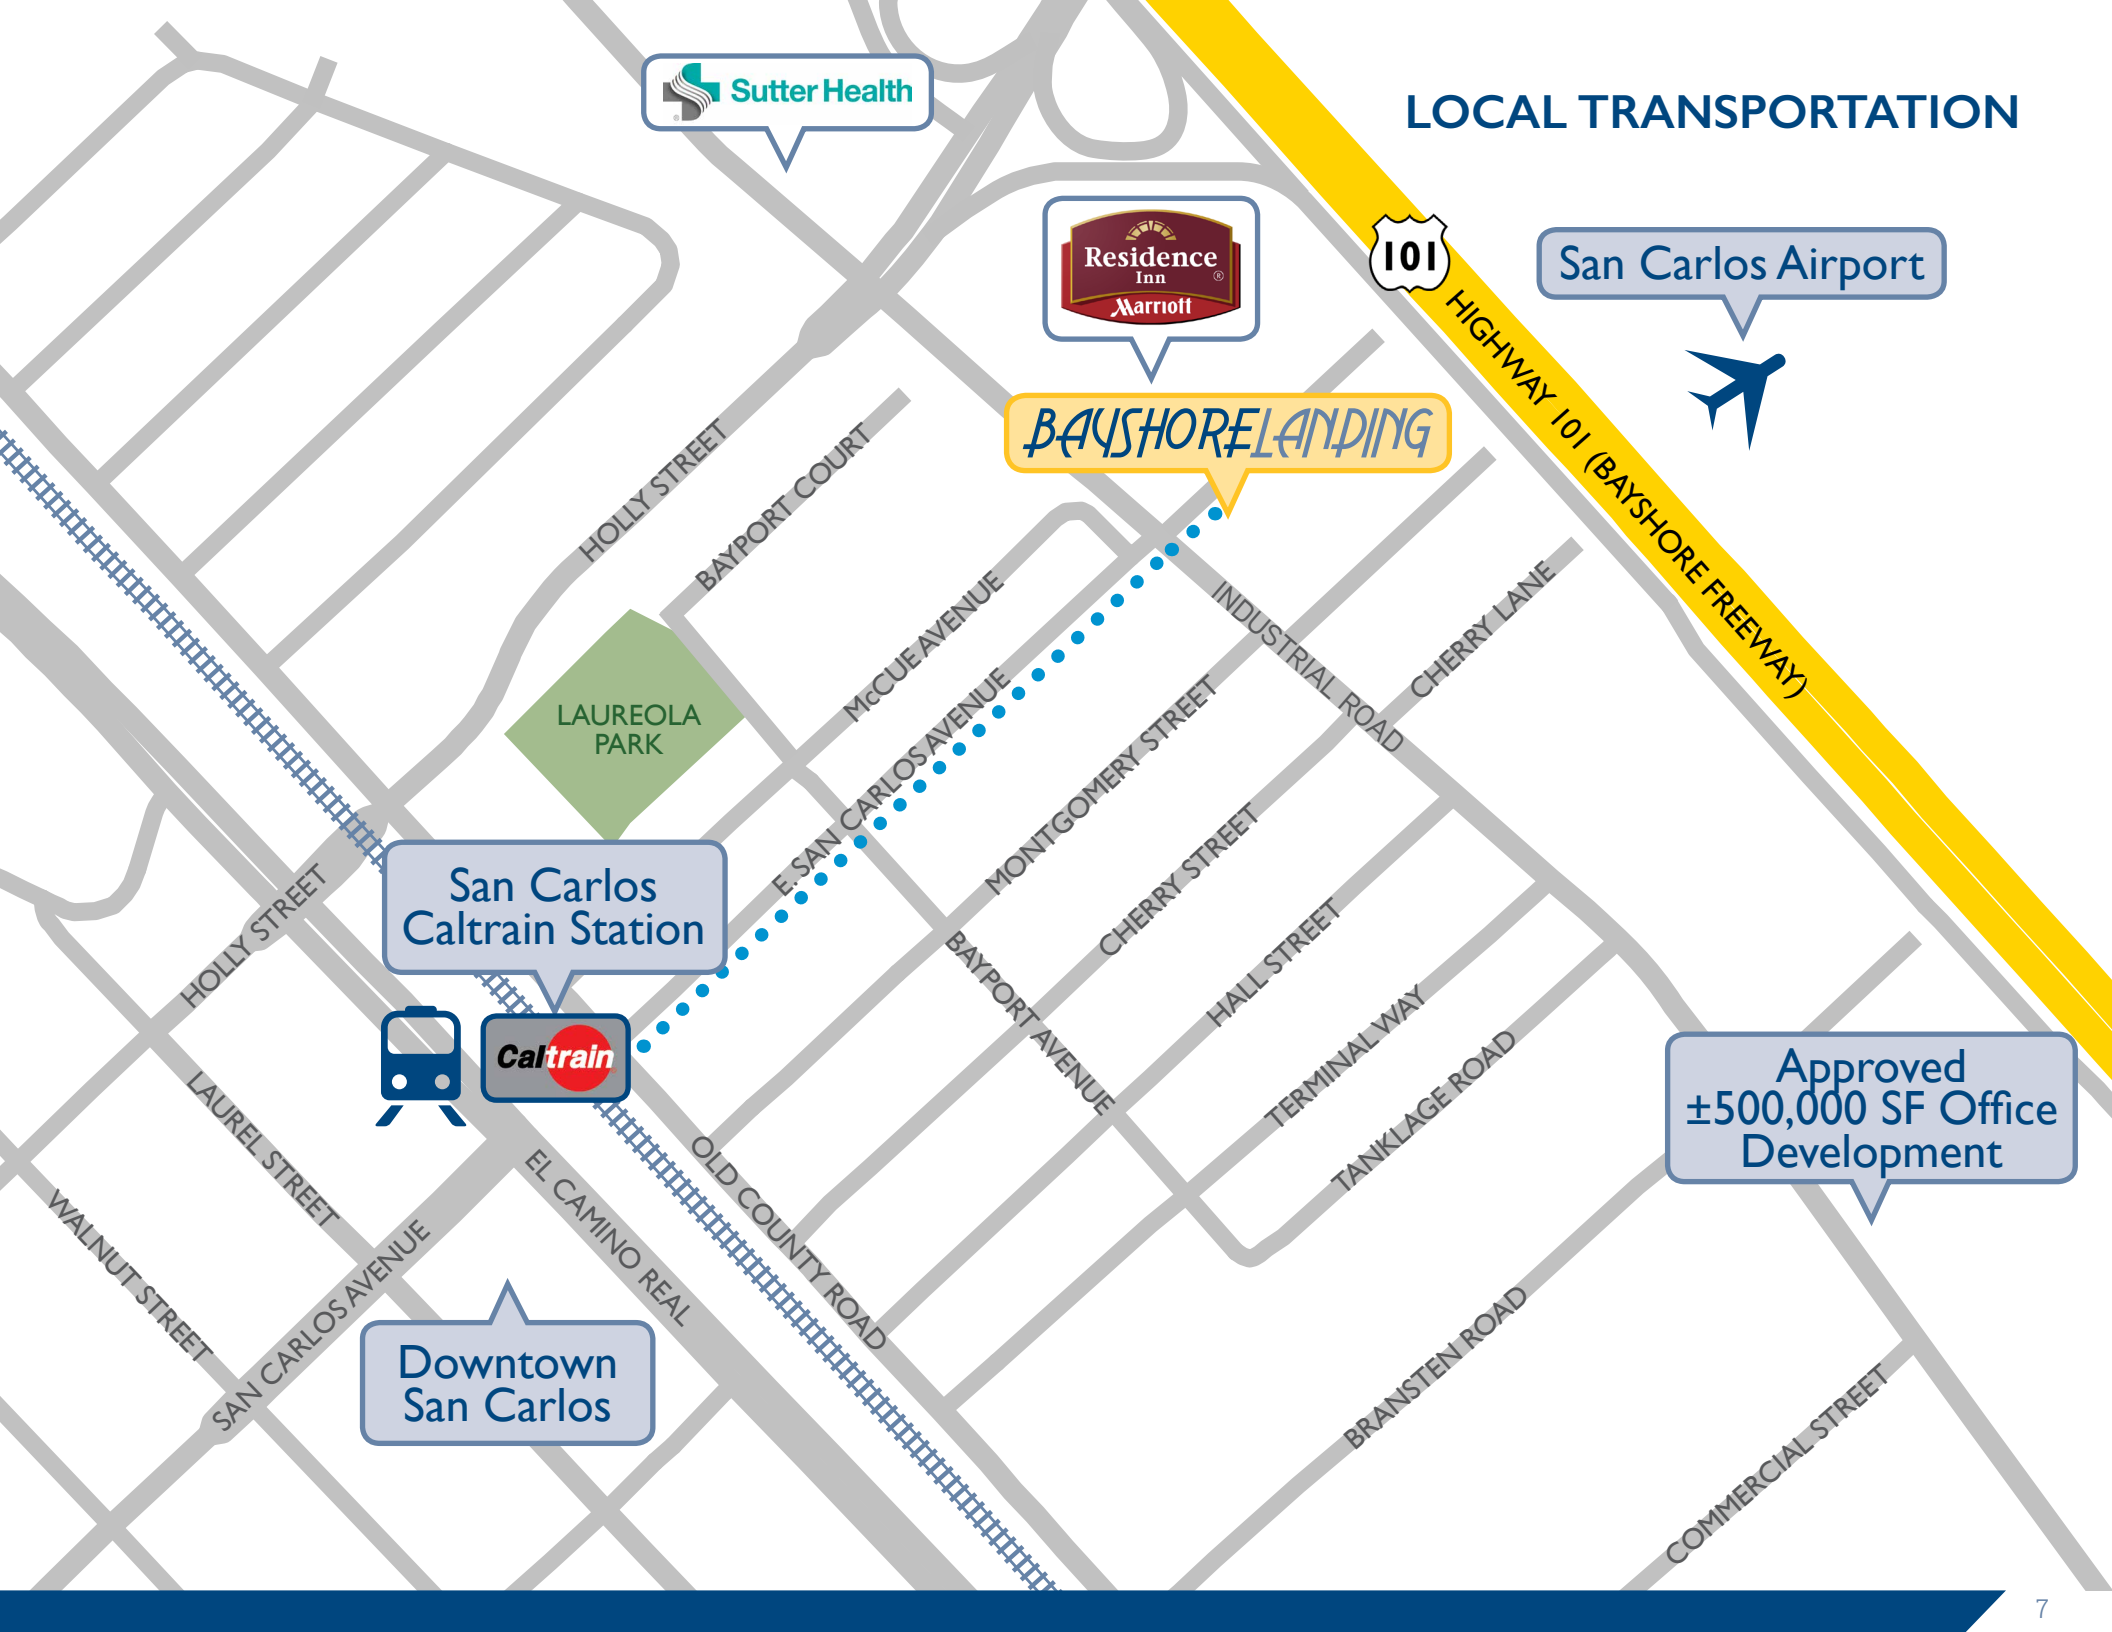 LOCAL TRANSPORTATION
Sutter Health
®
Residence
Inn
®
Marriott
101
San Carlos Airport
HIGHWAY 101 (BAYSHORE FREEWAY)
BAYSHORELANDING
HOLLY STREET
BAYPORT COURT
McCUE AVENUE
INDUSTRIAL ROAD
CHERRY LANE
LAUREOLA
PARK
E. SAN CARLOS AVENUE
MONTGOMERY STREET
CHERRY STREET
HALL STREET
San Carlos
Caltrain Station
HOLLY STREET
BAYPORT AVENUE
TERMINAL WAY
TANKLAGE ROAD
Caltrain
Approved
±500,000 SF Office
Development
LAUREL STREET
WALNUT STREET
SAN CARLOS AVENUE
EL CAMINO REAL
OLD COUNTY ROAD
Downtown
San Carlos
BRANSTEN ROAD
COMMERCIAL STREET
7